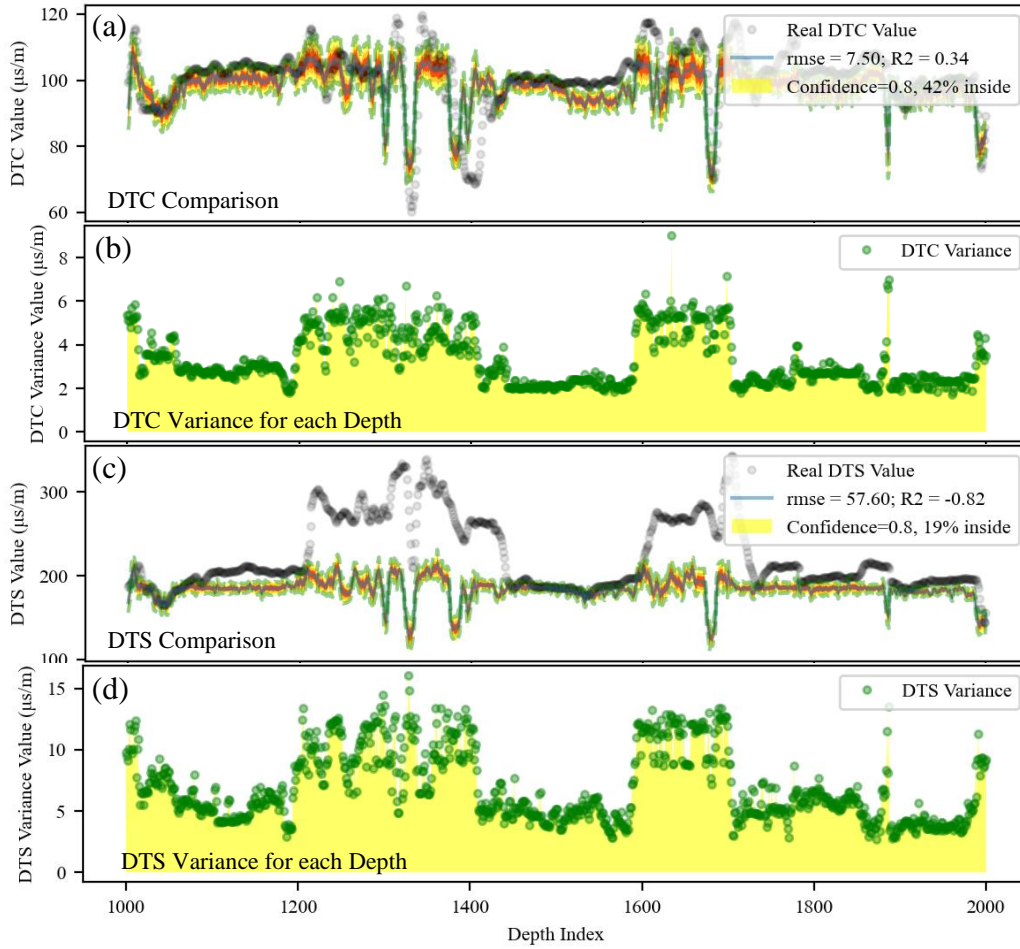 (a)
120
100
80
60
DTC Value (μs/m)
Real DTC Value
rmse = 7.50; R2 = 0.34
Confidence=0.8, 42% inside
DTC Comparison
(b)
8
6
4
2
0
DTC Variance Value (μs/m)
DTC Variance
DTC Variance for each Depth
(c)
300
200
100
DTS Value (μs/m)
Real DTS Value
rmse = 57.60; R2 = -0.82
Confidence=0.8, 19% inside
DTS Comparison
(d)
15
10
5
0
DTS Variance Value (μs/m)
DTS Variance
DTS Variance for each Depth
1000 1200 1400 1600 1800 2000
Depth Index